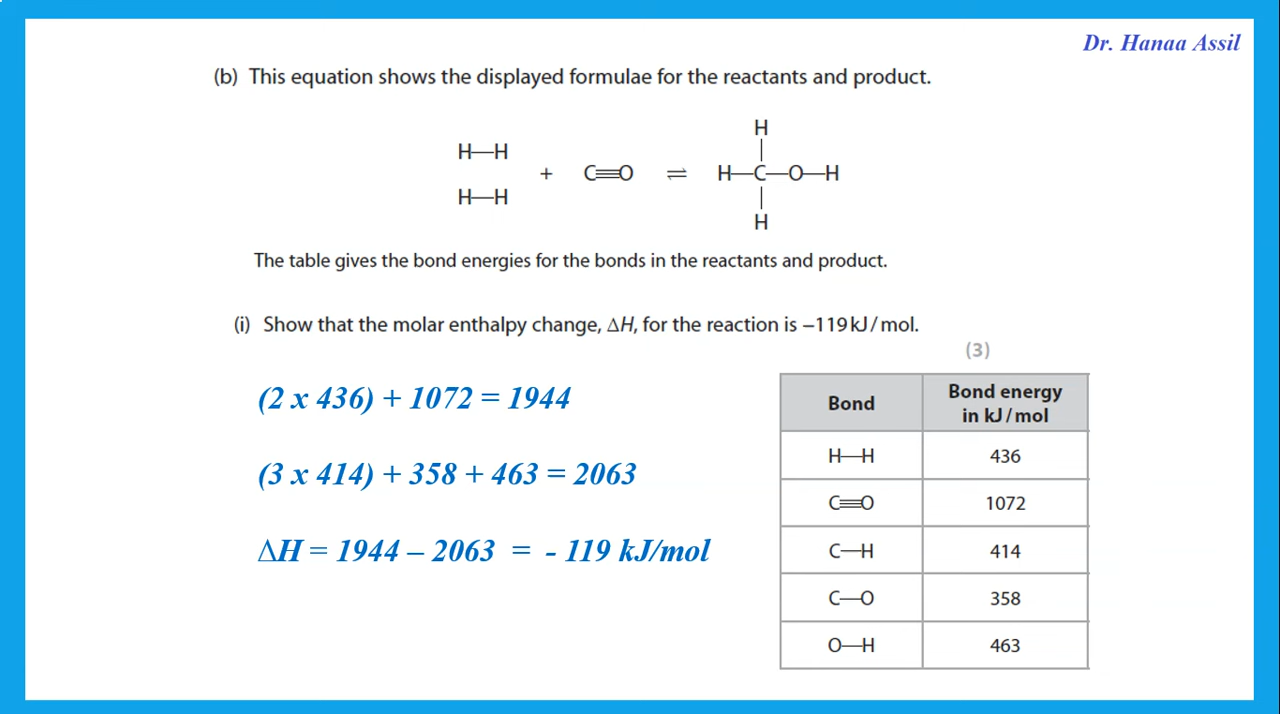 Dr. Hanaa Assil
(b) This equation shows the displayed formulae for the reactants and product.
H
H—H
+ C≡O ⇌ H—C—O—H
H—H
H
The table gives the bond energies for the bonds in the reactants and product.
(i) Show that the molar enthalpy change, ΔH, for the reaction is −119 kJ/mol.
(3)
(2 x 436) + 1072 = 1944
(3 x 414) + 358 + 463 = 2063
ΔH = 1944 – 2063 = - 119 kJ/mol
Bond Bond energy
in kJ/mol
H—H 436
C≡O 1072
C—H 414
C—O 358
O—H 463